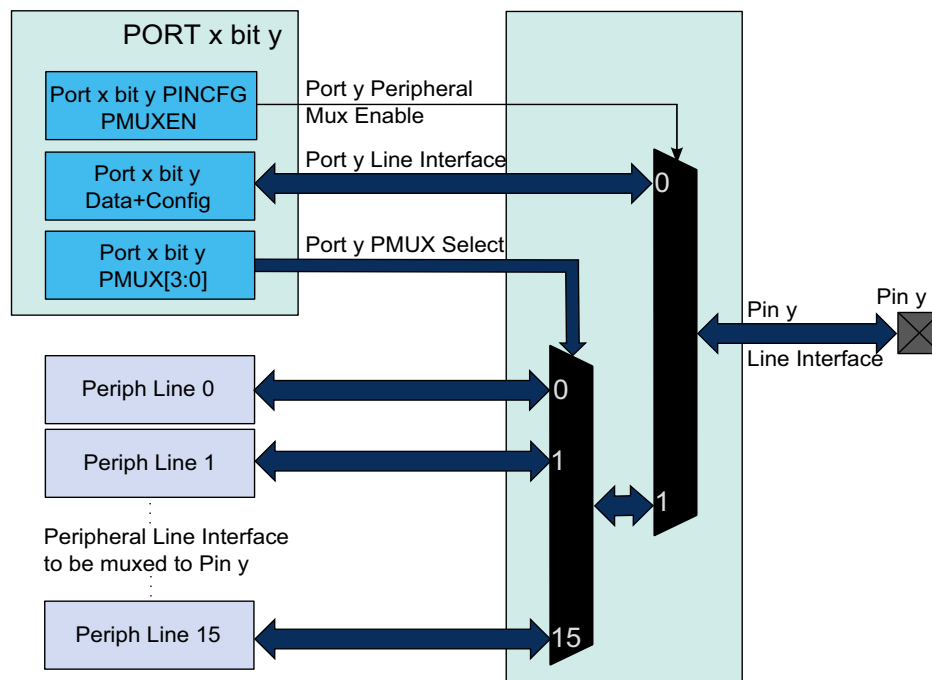 PORT x bit y
Port x bit y PINCFG
PMUXEN
Port y Peripheral
Mux Enable
Port x bit y
Data+Config
Port y Line Interface
0
Port x bit y
PMUX[3:0]
Port y PMUX Select
Pin y
Line Interface
Pin y
Periph Line 0
0
Periph Line 1
1
1
Peripheral Line Interface
to be muxed to Pin y
Periph Line 15
15